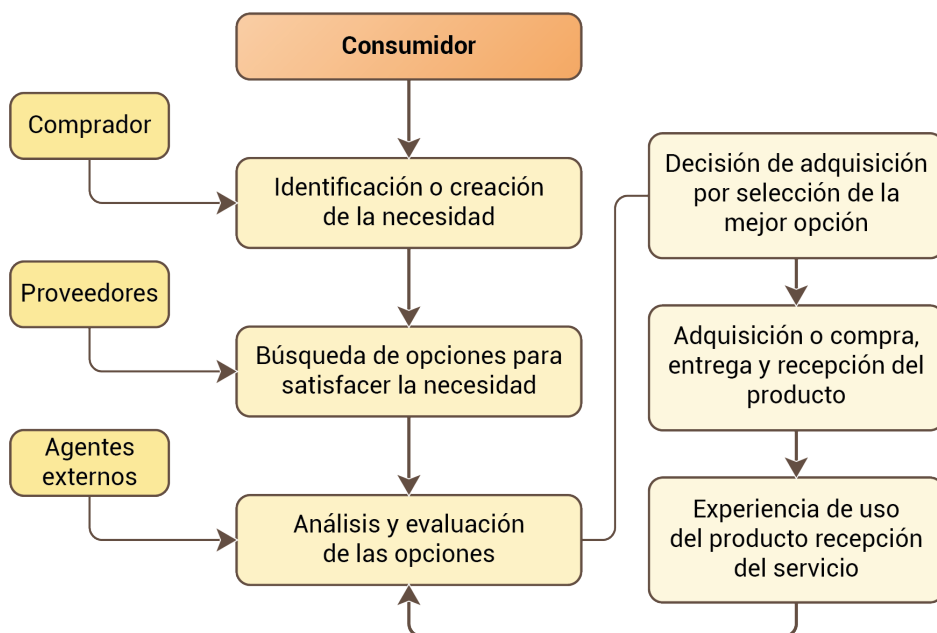 Consumidor
Comprador
Identificación o creación
de la necesidad
Proveedores
Búsqueda de opciones para
satisfacer la necesidad
Agentes
externos
Análisis y evaluación
de las opciones
Decisión de adquisición
por selección de la
mejor opción
Adquisición o compra,
entrega y recepción del
producto
Experiencia de uso
del producto recepción
del servicio